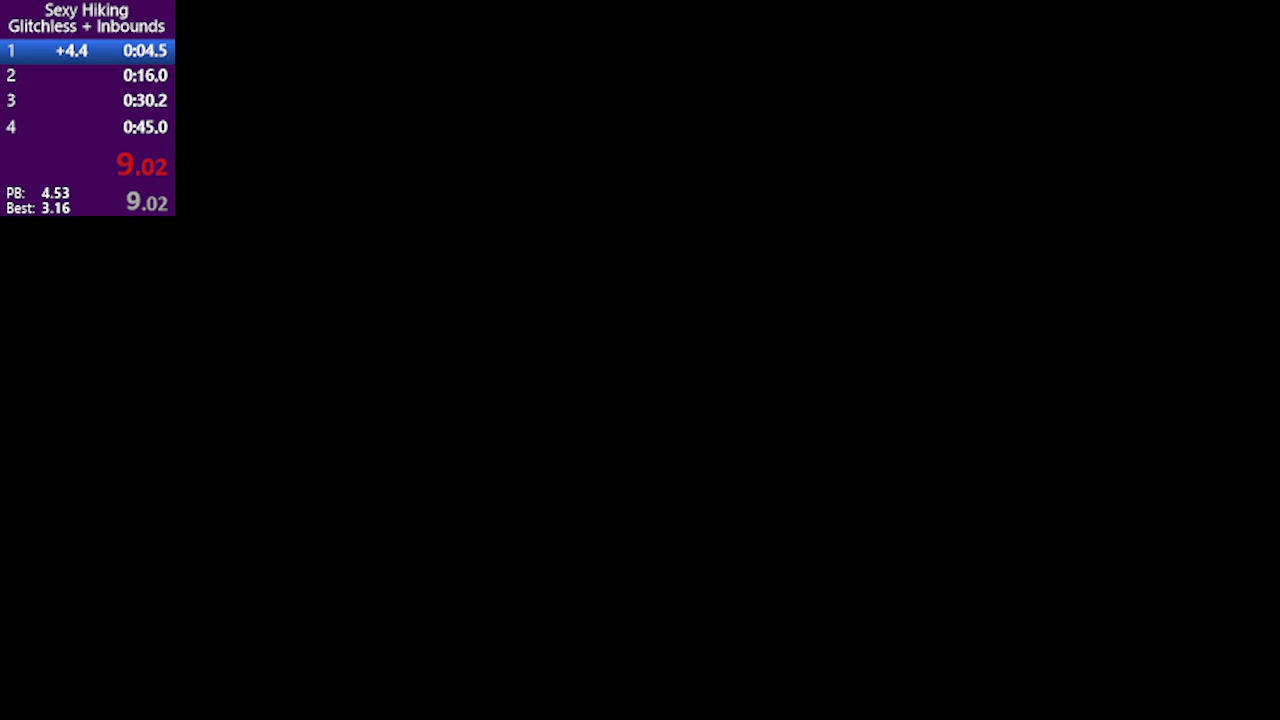 Sexy Hiking
Glitchless + Inbounds
1 +4.4 0:04.5
2 0:16.0
3 0:30.2
4 0:45.0
9.02
PB: 4.53
Best: 3.16
9.02